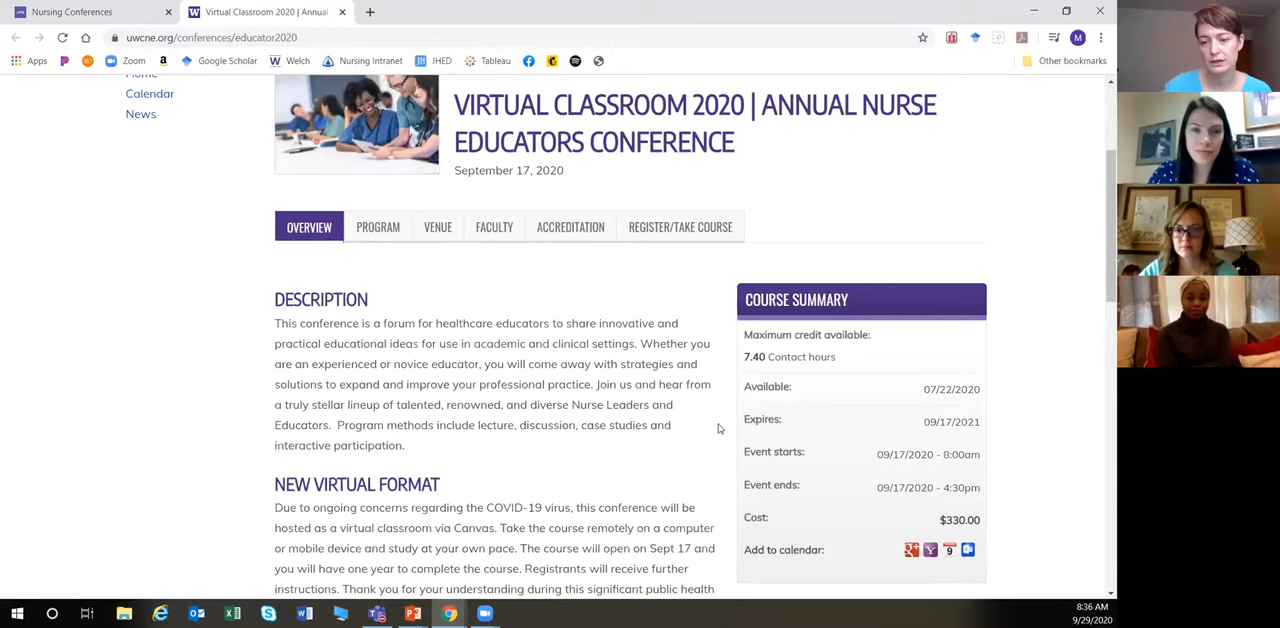 Nursing Conferences
Virtual Classroom 2020 | Annual
uwcne.org/conferences/educator2020
Apps
Zoom
Google Scholar
Welch
Nursing Intranet
JHED
Tableau
Other bookmarks
Home
Calendar
News
VIRTUAL CLASSROOM 2020 | ANNUAL NURSE
EDUCATORS CONFERENCE
September 17, 2020
OVERVIEW
PROGRAM
VENUE
FACULTY
ACCREDITATION
REGISTER/TAKE COURSE
DESCRIPTION
This conference is a forum for healthcare educators to share innovative and
practical educational ideas for use in academic and clinical settings. Whether you
are an experienced or novice educator, you will come away with strategies and
solutions to expand and improve your professional practice. Join us and hear from
a truly stellar lineup of talented, renowned, and diverse Nurse Leaders and
Educators. Program methods include lecture, discussion, case studies and
interactive participation.
NEW VIRTUAL FORMAT
Due to ongoing concerns regarding the COVID-19 virus, this conference will be
hosted as a virtual classroom via Canvas. Take the course remotely on a computer
or mobile device and study at your own pace. The course will open on Sept 17 and
you will have one year to complete the course. Registrants will receive further
instructions. Thank you for your understanding during this significant public health
COURSE SUMMARY
Maximum credit available:
7.40 Contact hours
Available: 07/22/2020
Expires: 09/17/2021
Event starts: 09/17/2020 - 8:00am
Event ends: 09/17/2020 - 4:30pm
Cost: $330.00
Add to calendar:
8:36 AM
9/29/2020